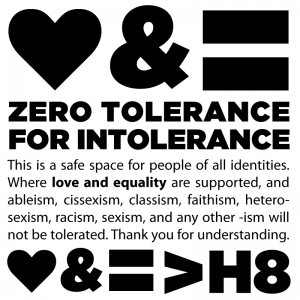 ♥ & =
ZERO TOLERANCE
FOR INTOLERANCE
This is a safe space for people of all identities.
Where love and equality are supported, and
ableism, cissexism, classism, faithism, hetero-
sexism, racism, sexism, and any other -ism will
not be tolerated. Thank you for understanding.
♥&=>H8